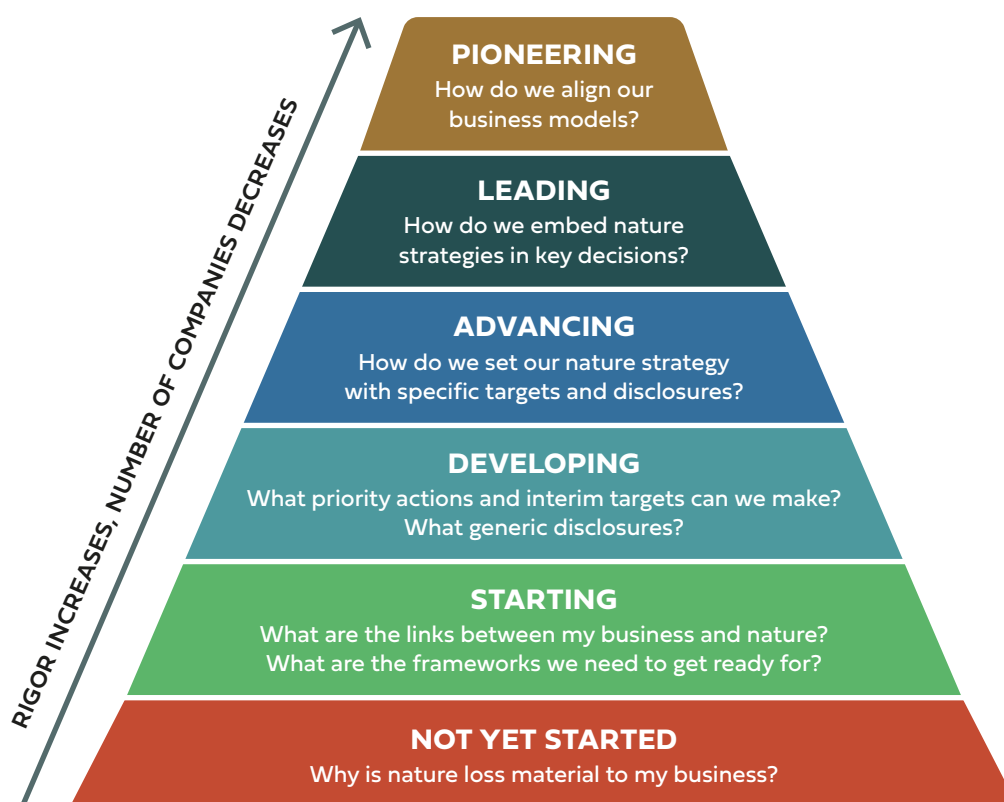 RIGOR INCREASES, NUMBER OF COMPANIES DECREASES
PIONEERING
How do we align our
business models?
LEADING
How do we embed nature
strategies in key decisions?
ADVANCING
How do we set our nature strategy
with specific targets and disclosures?
DEVELOPING
What priority actions and interim targets can we make?
What generic disclosures?
STARTING
What are the links between my business and nature?
What are the frameworks we need to get ready for?
NOT YET STARTED
Why is nature loss material to my business?